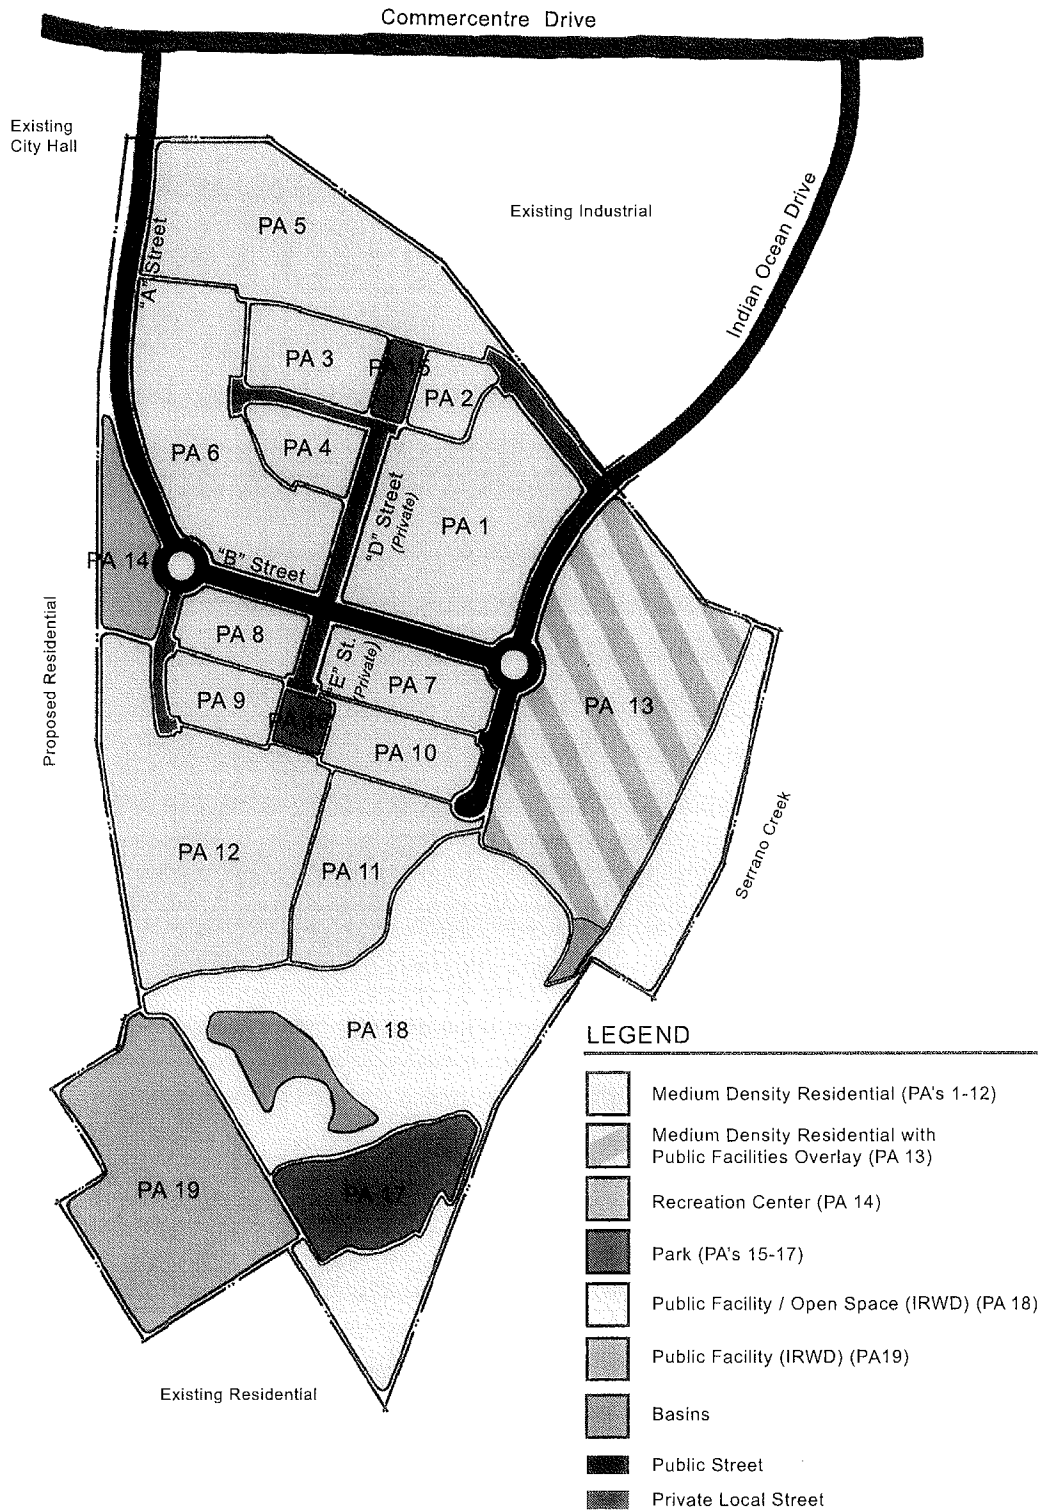 Commercentre Drive
Existing
City Hall
Existing Industrial
Indian Ocean Drive
"A" Street
PA 5
PA 3
PA 15
PA 2
PA 4
PA 6
"D" Street
(Private)
PA 1
PA 14
"B" Street
PA 8
"E" St.
(Private)
PA 7
PA 9
PA 13
PA 10
Proposed Residential
PA 12
PA 11
Serrano Creek
PA 18
PA 19
PA 17
Existing Residential
LEGEND
Medium Density Residential (PA's 1-12)
Medium Density Residential with
Public Facilities Overlay (PA 13)
Recreation Center (PA 14)
Park (PA's 15-17)
Public Facility / Open Space (IRWD) (PA 18)
Public Facility (IRWD) (PA19)
Basins
Public Street
Private Local Street